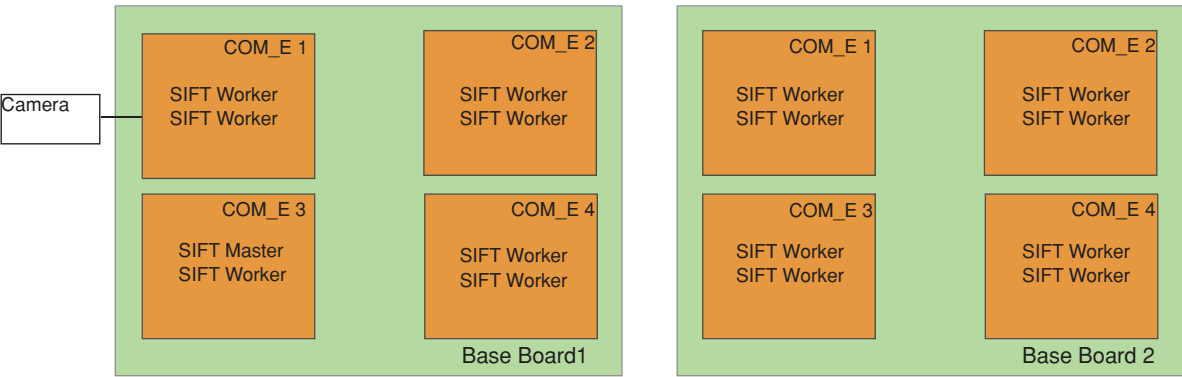 Camera
COM_E 1
SIFT Worker
SIFT Worker
COM_E 2
SIFT Worker
SIFT Worker
COM_E 3
SIFT Master
SIFT Worker
COM_E 4
SIFT Worker
SIFT Worker
Base Board1
COM_E 1
SIFT Worker
SIFT Worker
COM_E 2
SIFT Worker
SIFT Worker
COM_E 3
SIFT Worker
SIFT Worker
COM_E 4
SIFT Worker
SIFT Worker
Base Board 2